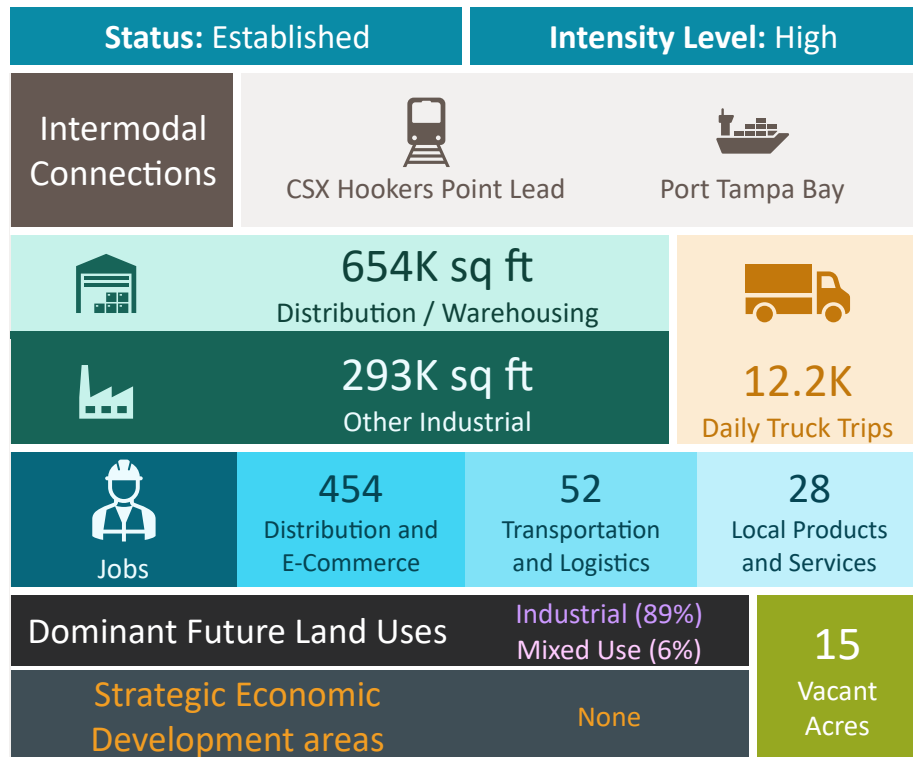 Status: Established
Intensity Level: High
Intermodal
Connections
CSX Hookers Point Lead
Port Tampa Bay
654K sq ft
Distribution / Warehousing
293K sq ft
Other Industrial
12.2K
Daily Truck Trips
Jobs
454
Distribution and
E-Commerce
52
Transportation
and Logistics
28
Local Products
and Services
Dominant Future Land Uses
Industrial (89%)
Mixed Use (6%)
Strategic Economic
Development areas
None
15
Vacant
Acres